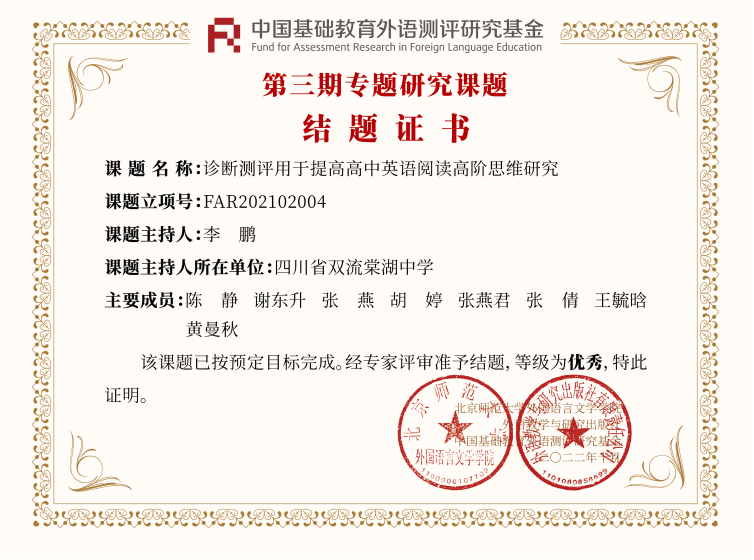 中国基础教育外语测评研究基金
Fund for Assessment Research in Foreign Language Education
第三期专题研究课题
结题证书
课题名称：诊断测评用于提高高中英语阅读高阶思维研究
课题立项号：FAR202102004
课题主持人：李 鹏
课题主持人所在单位：四川省双流棠湖中学
主要成员：陈 静 谢东升 张 燕 胡 婷 张燕君 张 倩 王毓晗
黄曼秋
该课题已按预定目标完成。经专家评审准予结题，等级为优秀，特此
证明。
北京师范大学外国语言文学学院
外语教学与研究出版社
中国基础教育外语测评研究基金
二〇二二年
北京师范大学
外国语言文学学院
外语教学与研究出版社有限责任公司